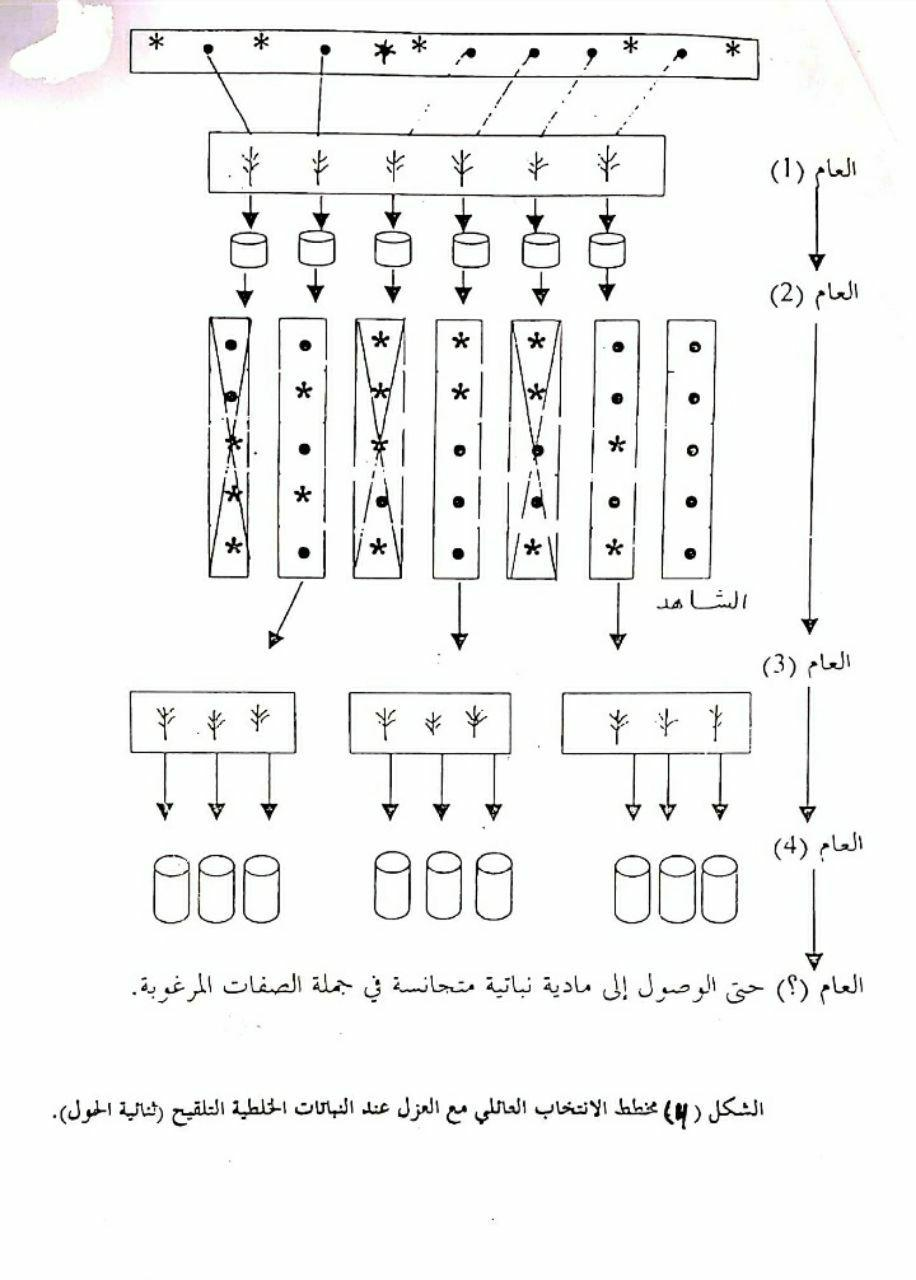 العام (1)
العام (2)
الشاهد
العام (3)
العام (4)
العام (؟) حتى الوصول إلى مادية نباتية متجانسة في جملة الصفات المرغوبة.
الشكل (4) مخطط الانتخاب العائلي مع العزل عند النباتات الخلطية التلقيح (ثنائية الحول).